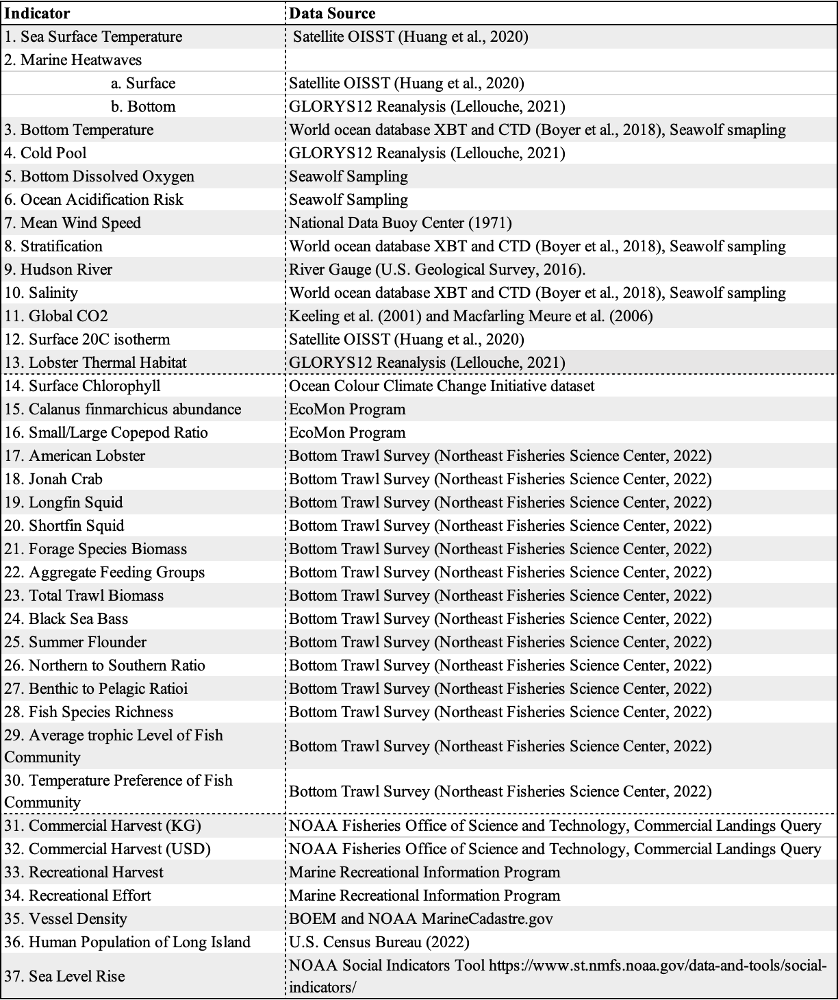 Indicator Data Source
1. Sea Surface Temperature Satellite OISST (Huang et al., 2020)
2. Marine Heatwaves
a. Surface Satellite OISST (Huang et al., 2020)
b. Bottom GLORYS12 Reanalysis (Lellouche, 2021)
3. Bottom Temperature World ocean database XBT and CTD (Boyer et al., 2018), Seawolf smapling
4. Cold Pool GLORYS12 Reanalysis (Lellouche, 2021)
5. Bottom Dissolved Oxygen Seawolf Sampling
6. Ocean Acidification Risk Seawolf Sampling
7. Mean Wind Speed National Data Buoy Center (1971)
8. Stratification World ocean database XBT and CTD (Boyer et al., 2018), Seawolf sampling
9. Hudson River River Gauge (U.S. Geological Survey, 2016).
10. Salinity World ocean database XBT and CTD (Boyer et al., 2018), Seawolf sampling
11. Global CO2 Keeling et al. (2001) and Macfarling Meure et al. (2006)
12. Surface 20C isotherm Satellite OISST (Huang et al., 2020)
13. Lobster Thermal Habitat GLORYS12 Reanalysis (Lellouche, 2021)
14. Surface Chlorophyll Ocean Colour Climate Change Initiative dataset
15. Calanus finmarchicus abundance EcoMon Program
16. Small/Large Copepod Ratio EcoMon Program
17. American Lobster Bottom Trawl Survey (Northeast Fisheries Science Center, 2022)
18. Jonah Crab Bottom Trawl Survey (Northeast Fisheries Science Center, 2022)
19. Longfin Squid Bottom Trawl Survey (Northeast Fisheries Science Center, 2022)
20. Shortfin Squid Bottom Trawl Survey (Northeast Fisheries Science Center, 2022)
21. Forage Species Biomass Bottom Trawl Survey (Northeast Fisheries Science Center, 2022)
22. Aggregate Feeding Groups Bottom Trawl Survey (Northeast Fisheries Science Center, 2022)
23. Total Trawl Biomass Bottom Trawl Survey (Northeast Fisheries Science Center, 2022)
24. Black Sea Bass Bottom Trawl Survey (Northeast Fisheries Science Center, 2022)
25. Summer Flounder Bottom Trawl Survey (Northeast Fisheries Science Center, 2022)
26. Northern to Southern Ratio Bottom Trawl Survey (Northeast Fisheries Science Center, 2022)
27. Benthic to Pelagic Ratioi Bottom Trawl Survey (Northeast Fisheries Science Center, 2022)
28. Fish Species Richness Bottom Trawl Survey (Northeast Fisheries Science Center, 2022)
29. Average trophic Level of Fish
Community
Bottom Trawl Survey (Northeast Fisheries Science Center, 2022)
30. Temperature Preference of Fish
Community
Bottom Trawl Survey (Northeast Fisheries Science Center, 2022)
31. Commercial Harvest (KG) NOAA Fisheries Office of Science and Technology, Commercial Landings Query
32. Commercial Harvest (USD) NOAA Fisheries Office of Science and Technology, Commercial Landings Query
33. Recreational Harvest Marine Recreational Information Program
34. Recreational Effort Marine Recreational Information Program
35. Vessel Density BOEM and NOAA MarineCadastre.gov
36. Human Population of Long Island U.S. Census Bureau (2022)
37. Sea Level Rise
NOAA Social Indicators Tool https://www.st.nmfs.noaa.gov/data-and-tools/social-
indicators/